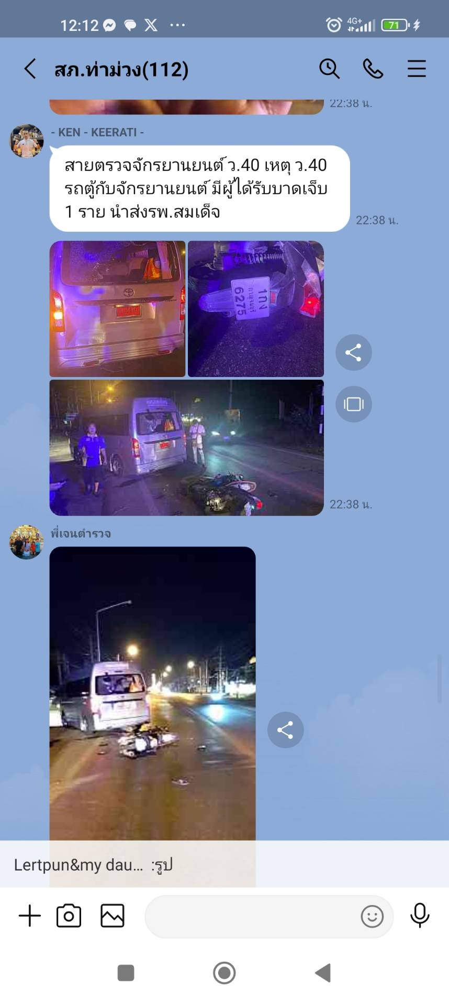 12:12
4G+
71
สภ.ท่าม่วง(112)
22:38 น.
- KEN - KEERATI -
สายตรวจจักรยานยนต์ ว.40 เหตุ ว.40
รถตู้กับจักรยานยนต์ มีผู้ได้รับบาดเจ็บ
1 ราย นำส่งรพ.สมเด็จ
22:38 น.
1กง
กาญจนบุรี
6275
22:38 น.
พี่เจนตำรวจ
Lertpun&my dau... :รูป